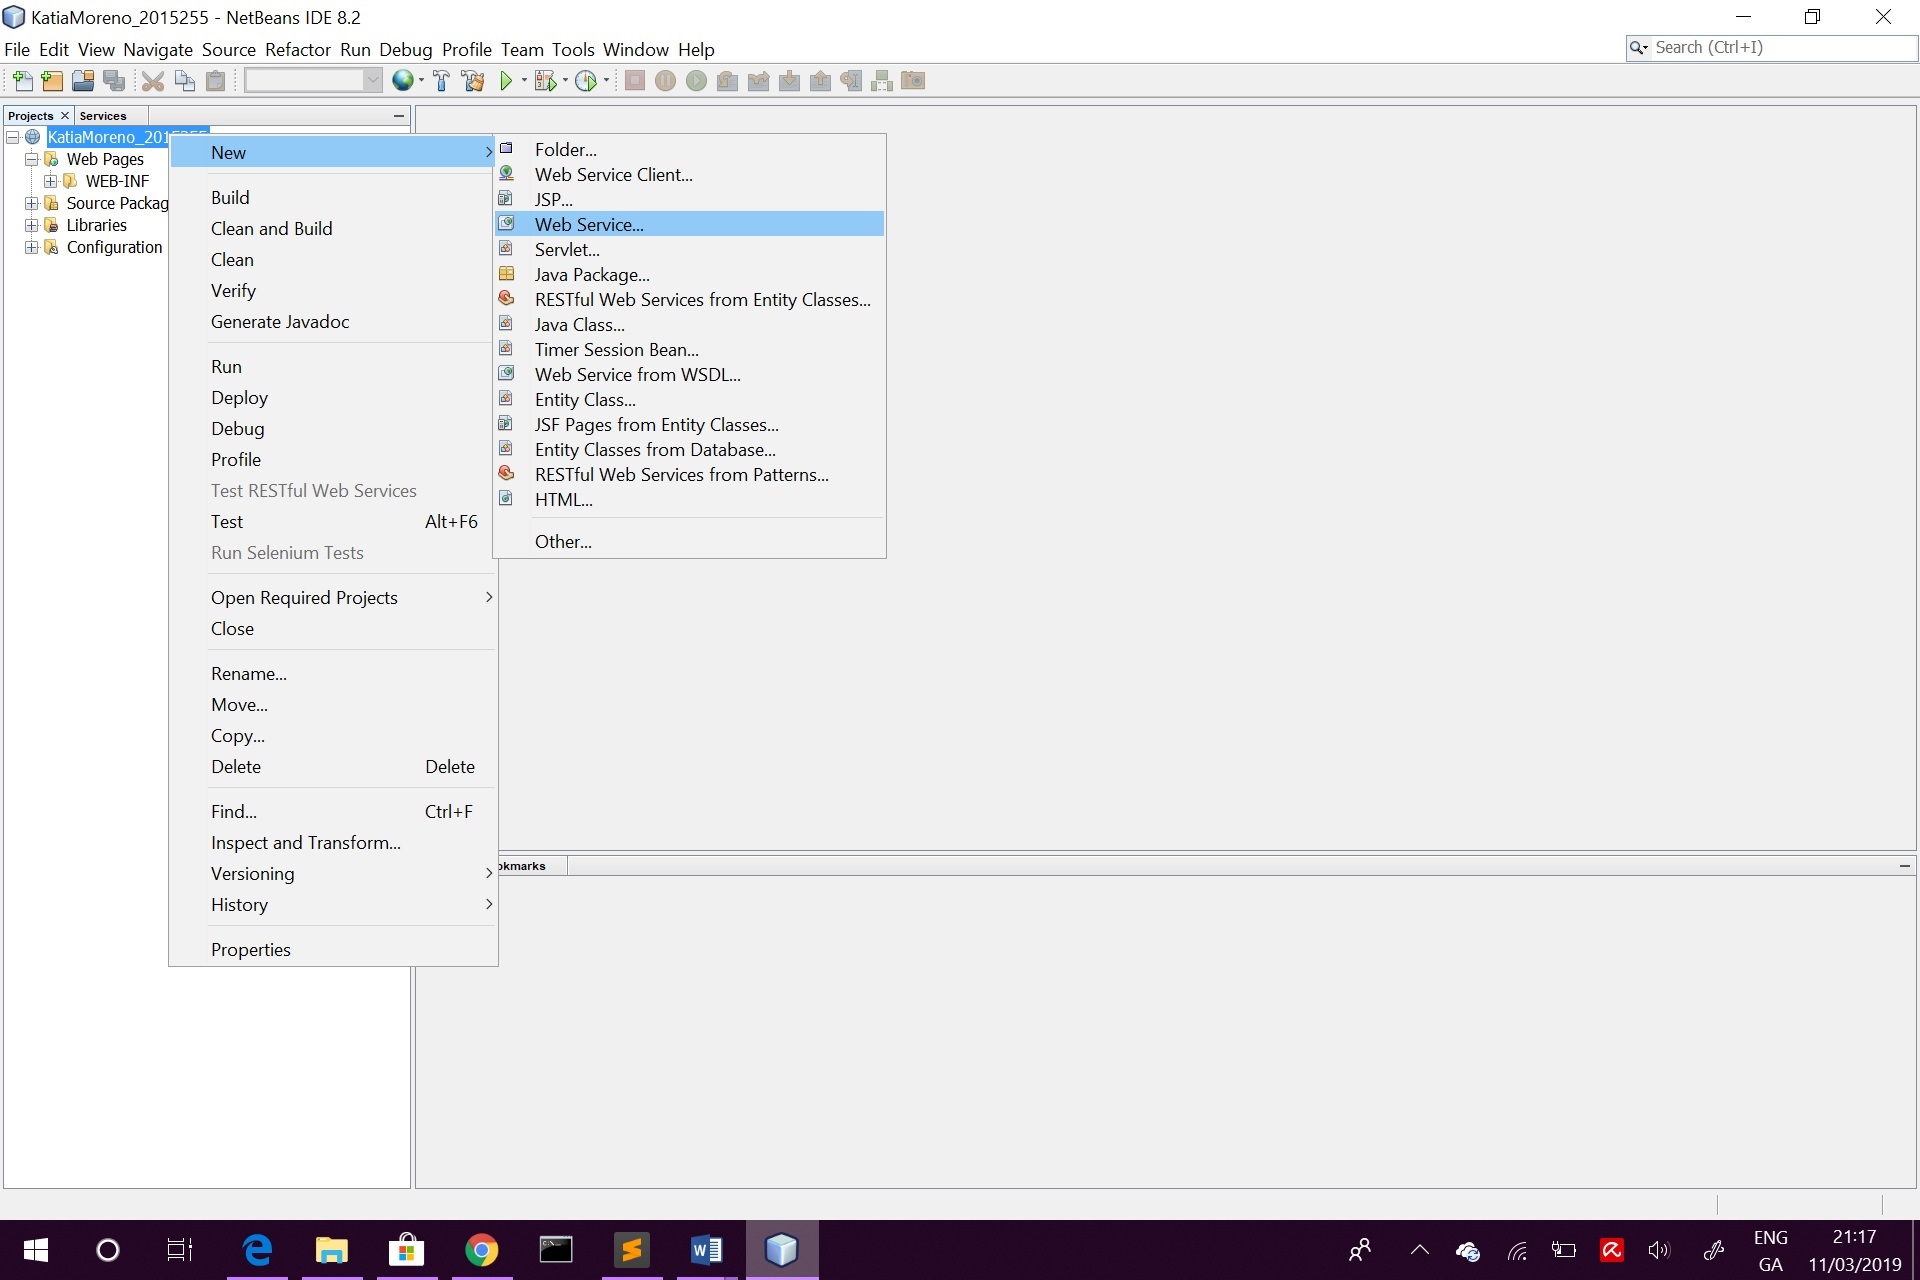 KatiaMoreno_2015255 - NetBeans IDE 8.2
File Edit View Navigate Source Refactor Run Debug Profile Team Tools Window Help
Search (Ctrl+I)
Projects Services
KatiaMoreno_2015255
Web Pages
WEB-INF
Source Packag
Libraries
Configuration
New
Build
Clean and Build
Clean
Verify
Generate Javadoc
Run
Deploy
Debug
Profile
Test RESTful Web Services
Test Alt+F6
Run Selenium Tests
Open Required Projects
Close
Rename...
Move...
Copy...
Delete Delete
Find... Ctrl+F
Inspect and Transform...
Versioning
History
Properties
Folder...
Web Service Client...
JSP...
Web Service...
Servlet...
Java Package...
RESTful Web Services from Entity Classes...
Java Class...
Timer Session Bean...
Web Service from WSDL...
Entity Class...
JSF Pages from Entity Classes...
Entity Classes from Database...
RESTful Web Services from Patterns...
HTML...
Other...
okmarks
ENG
GA
21:17
11/03/2019